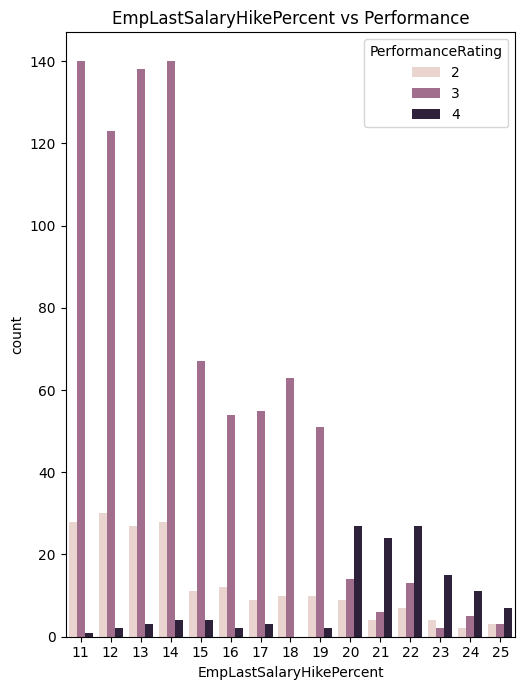 EmpLastSalaryHikePercent vs Performance
PerformanceRating
2
3
4
140
120
100
80
60
40
20
0
count
11 12 13 14 15 16 17 18 19 20 21 22 23 24 25
EmpLastSalaryHikePercent